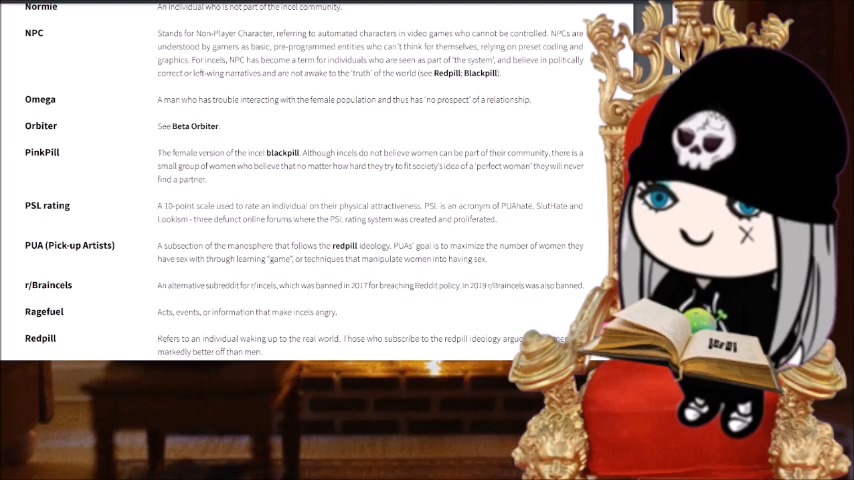 Normie An individual who is not part of the incel community.
NPC Stands for Non-Player Character, referring to automated characters in video games who cannot be controlled. NPCs are
understood by gamers as basic, pre-programmed entities who can't think for themselves, relying on preset coding and
graphics. For incels, NPC has become a term for individuals who are seen as part of 'the system', and believe in politically
correct or left-wing narratives and are not awake to the 'truth' of the world (see Redpill; Blackpill).
Omega A man who has trouble interacting with the female population and thus has 'no prospect' of a relationship.
Orbiter See Beta Orbiter.
PinkPill The female version of the incel blackpill. Although incels do not believe women can be part of their community, there is a
small group of women who believe that no matter how hard they try to fit society's idea of a 'perfect woman' they will never
find a partner.
PSL rating A 10-point scale used to rate an individual on their physical attractiveness. PSL is an acronym of PUAhate, SlutHate and
Lookism - three defunct online forums where the PSL rating system was created and proliferated.
PUA (Pick-up Artists) A subsection of the manosphere that follows the redpill ideology. PUAs' goal is to maximize the number of women they
have sex with through learning "game", or techniques that manipulate women into having sex.
r/Braincels An alternative subreddit for r/incels, which was banned in 2017 for breaching Reddit policy. In 2019 r/Braincels was also banned.
Ragefuel Acts, events, or information that make incels angry.
Redpill Refers to an individual waking up to the real world. Those who subscribe to the redpill ideology argue
markedly better off than men.